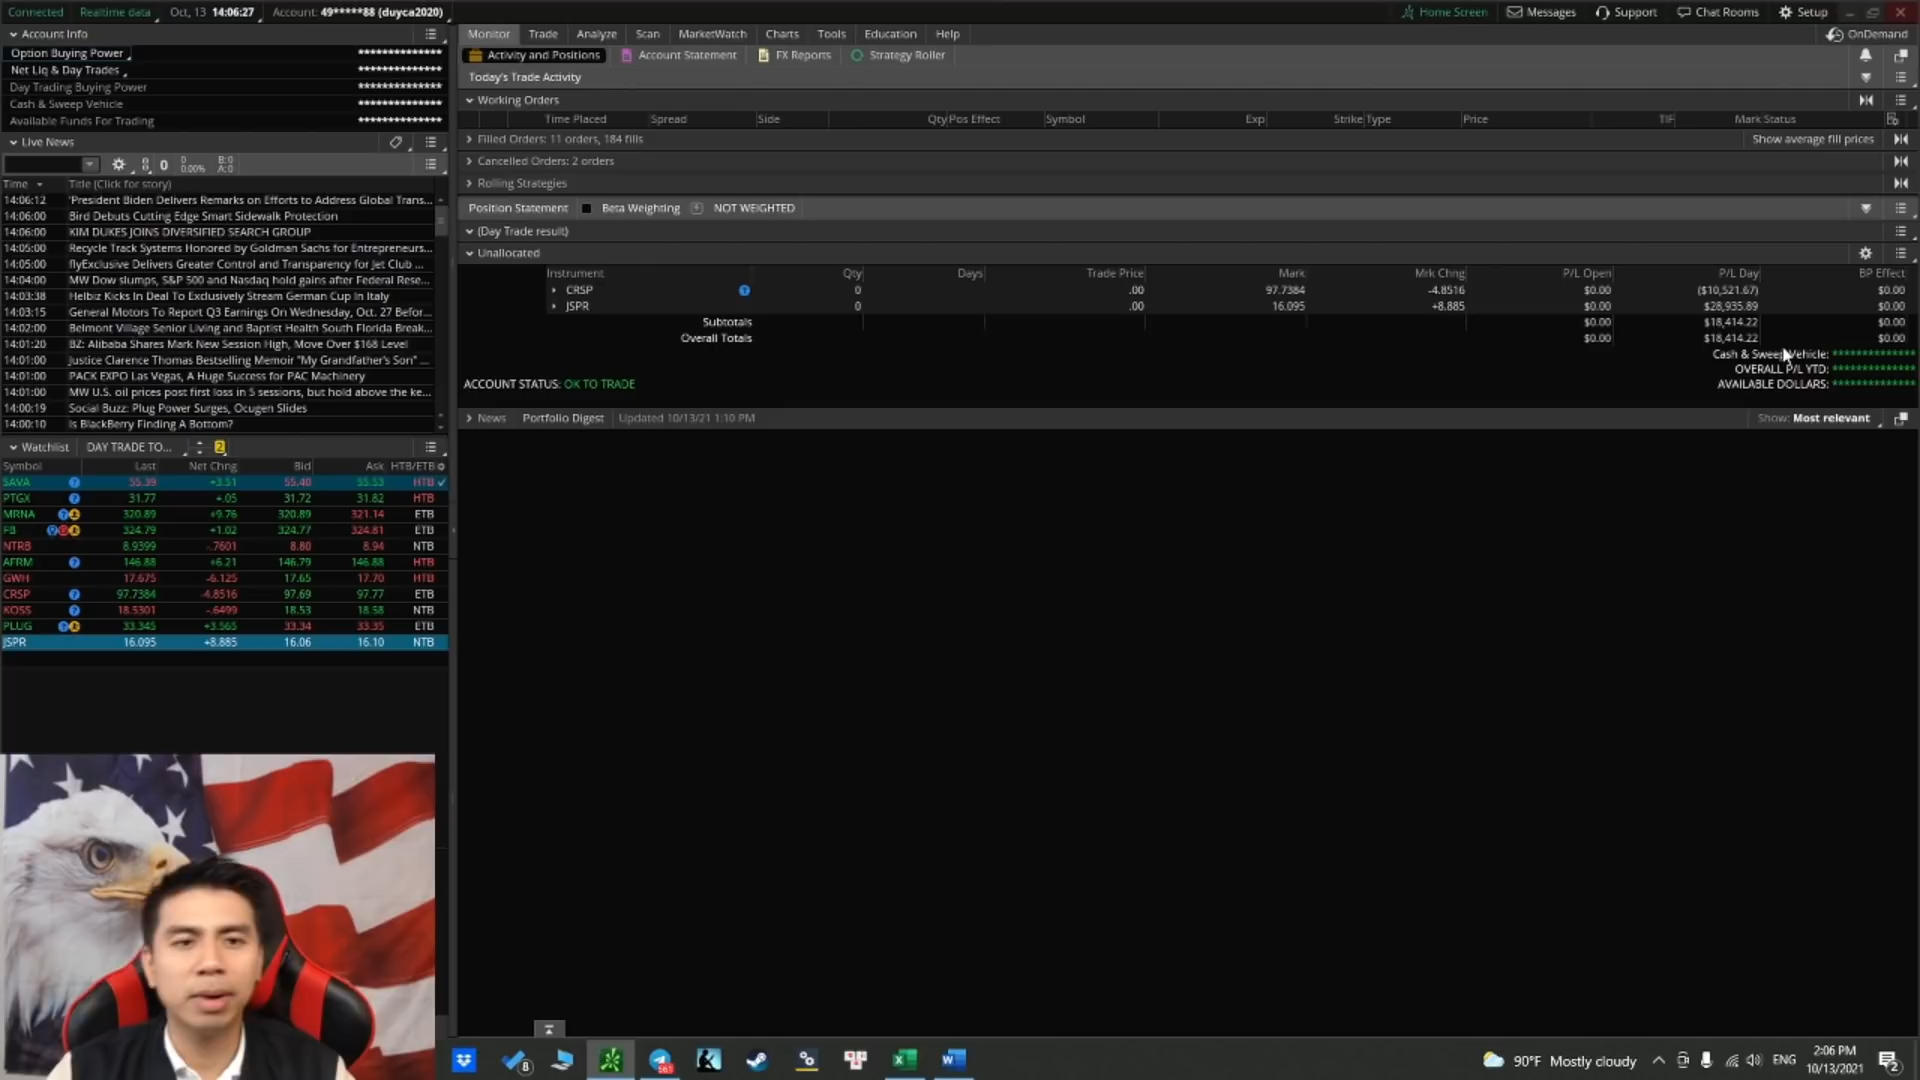 Connected Realtime data Oct, 13 14:06:27 Account: 49*****88 (duyca2020) Home Screen Messages Support Chat Rooms Setup
Account Info
Option Buying Power **************
Net Liq & Day Trades **************
Day Trading Buying Power **************
Cash & Sweep Vehicle **************
Available Funds For Trading **************
Live News
0 0 0.00% B:0 A:0
Time Title (Click for story)
14:06:12 'President Biden Delivers Remarks on Efforts to Address Global Trans...
14:06:00 Bird Debuts Cutting Edge Smart Sidewalk Protection
14:06:00 KIM DUKES JOINS DIVERSIFIED SEARCH GROUP
14:05:00 Recycle Track Systems Honored by Goldman Sachs for Entrepreneurs...
14:05:00 flyExclusive Delivers Greater Control and Transparency for Jet Club ...
14:04:00 MW Dow slumps, S&P 500 and Nasdaq hold gains after Federal Rese...
14:03:38 Helbiz Kicks In Deal To Exclusively Stream German Cup In Italy
14:03:15 General Motors To Report Q3 Earnings On Wednesday, Oct. 27 Befor...
14:02:00 Belmont Village Senior Living and Baptist Health South Florida Break...
14:01:20 BZ: Alibaba Shares Mark New Session High, Move Over $168 Level
14:01:00 Justice Clarence Thomas Bestselling Memoir "My Grandfather's Son" ...
14:01:00 PACK EXPO Las Vegas, A Huge Success for PAC Machinery
14:01:00 MW U.S. oil prices post first loss in 5 sessions, but hold above the ke...
14:00:19 Social Buzz: Plug Power Surges, Ocugen Slides
14:00:10 Is BlackBerry Finding A Bottom?
Watchlist DAY TRADE TO... 2
Symbol Last Net Chng Bid Ask HTB/ETB
SAVA 55.39 +3.51 55.40 55.53 HTB
PTGX 31.77 +.05 31.72 31.82 HTB
MRNA 320.89 +9.76 320.89 321.14 ETB
FB 324.79 +1.02 324.77 324.81 ETB
NTRB 8.9399 -.7601 8.80 8.94 NTB
AFRM 146.88 +6.21 146.79 146.88 HTB
GWH 17.675 -6.125 17.65 17.70 HTB
CRSP 97.7384 -4.8516 97.69 97.77 ETB
KOSS 18.5301 -.6499 18.53 18.58 NTB
PLUG 33.345 +3.565 33.34 33.35 ETB
JSPR 16.095 +8.885 16.06 16.10 NTB
Monitor Trade Analyze Scan MarketWatch Charts Tools Education Help OnDemand
Activity and Positions Account Statement FX Reports Strategy Roller
Today's Trade Activity
Working Orders
Time Placed Spread Side Qty Pos Effect Symbol Exp Strike Type Price TIF Mark Status
Filled Orders: 11 orders, 184 fills Show average fill prices
Cancelled Orders: 2 orders
Rolling Strategies
Position Statement Beta Weighting NOT WEIGHTED
(Day Trade result)
Unallocated
Instrument Qty Days Trade Price Mark Mrk Chng P/L Open P/L Day BP Effect
CRSP 0 .00 97.7384 -4.8516 $0.00 ($10,521.67) $0.00
JSPR 0 .00 16.095 +8.885 $0.00 $28,935.89 $0.00
Subtotals $0.00 $18,414.22 $0.00
Overall Totals $0.00 $18,414.22 $0.00
Cash & Sweep Vehicle: **************
OVERALL P/L YTD: **************
ACCOUNT STATUS: OK TO TRADE AVAILABLE DOLLARS: **************
News Portfolio Digest Updated 10/13/21 1:10 PM Show: Most relevant
8 561 90°F Mostly cloudy ENG 2:06 PM
10/13/2021 2